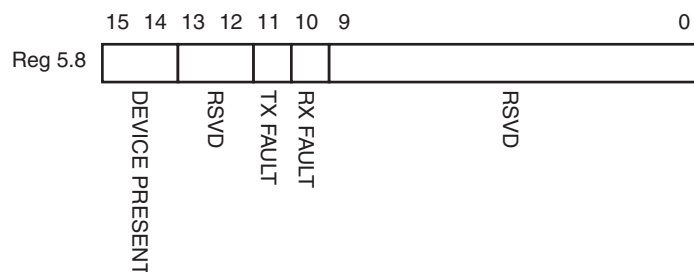 15 14 13 12 11 10 9 0
Reg 5.8
DEVICE PRESENT
RSVD
TX FAULT
RX FAULT
RSVD